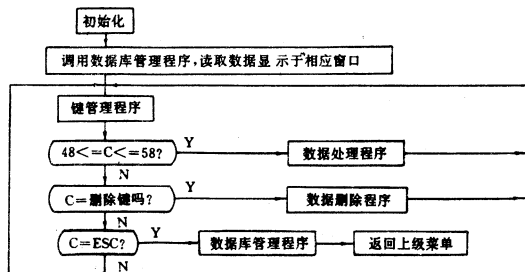 初始化
调用数据库管理程序,读取数据显 示于相应窗口
键管理程序
48<=C<=58? Y 数据处理程序
N
C=删除键吗? Y 数据删除程序
N
C=ESC? Y 数据库管理程序 返回上级菜单
N